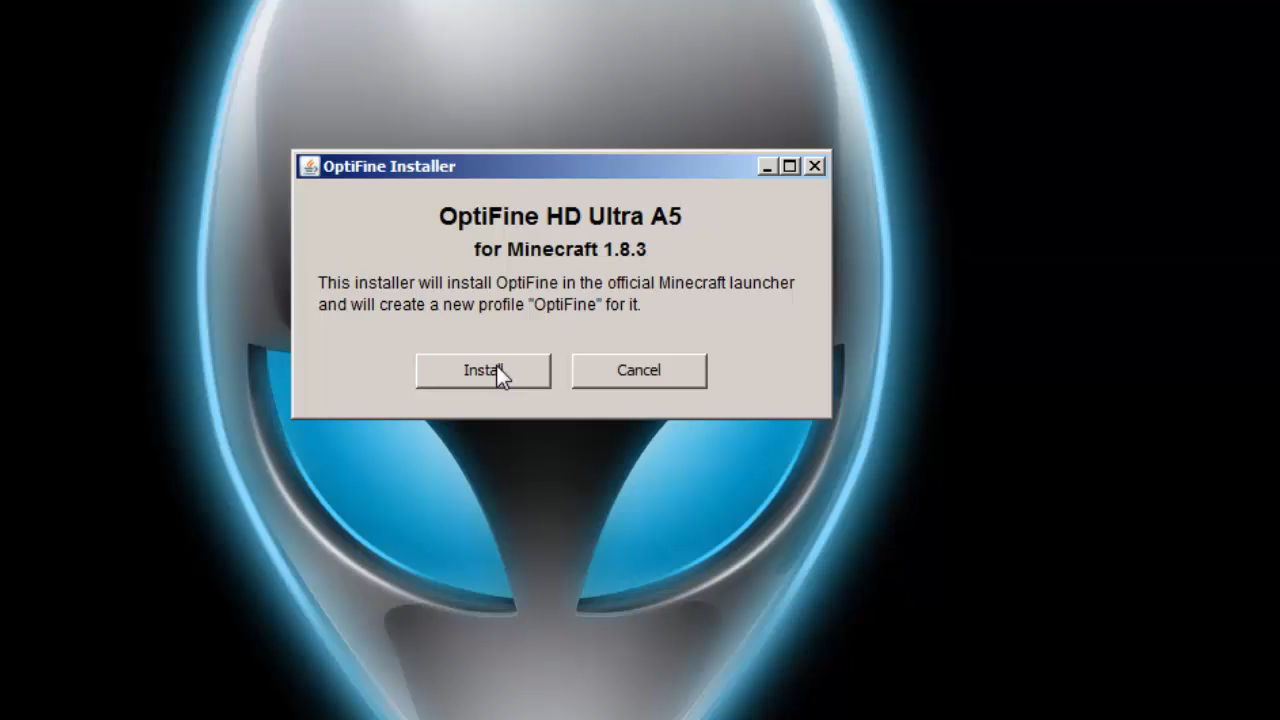 OptiFine Installer
OptiFine HD Ultra A5
for Minecraft 1.8.3
This installer will install OptiFine in the official Minecraft launcher
and will create a new profile "OptiFine" for it.
Install
Cancel